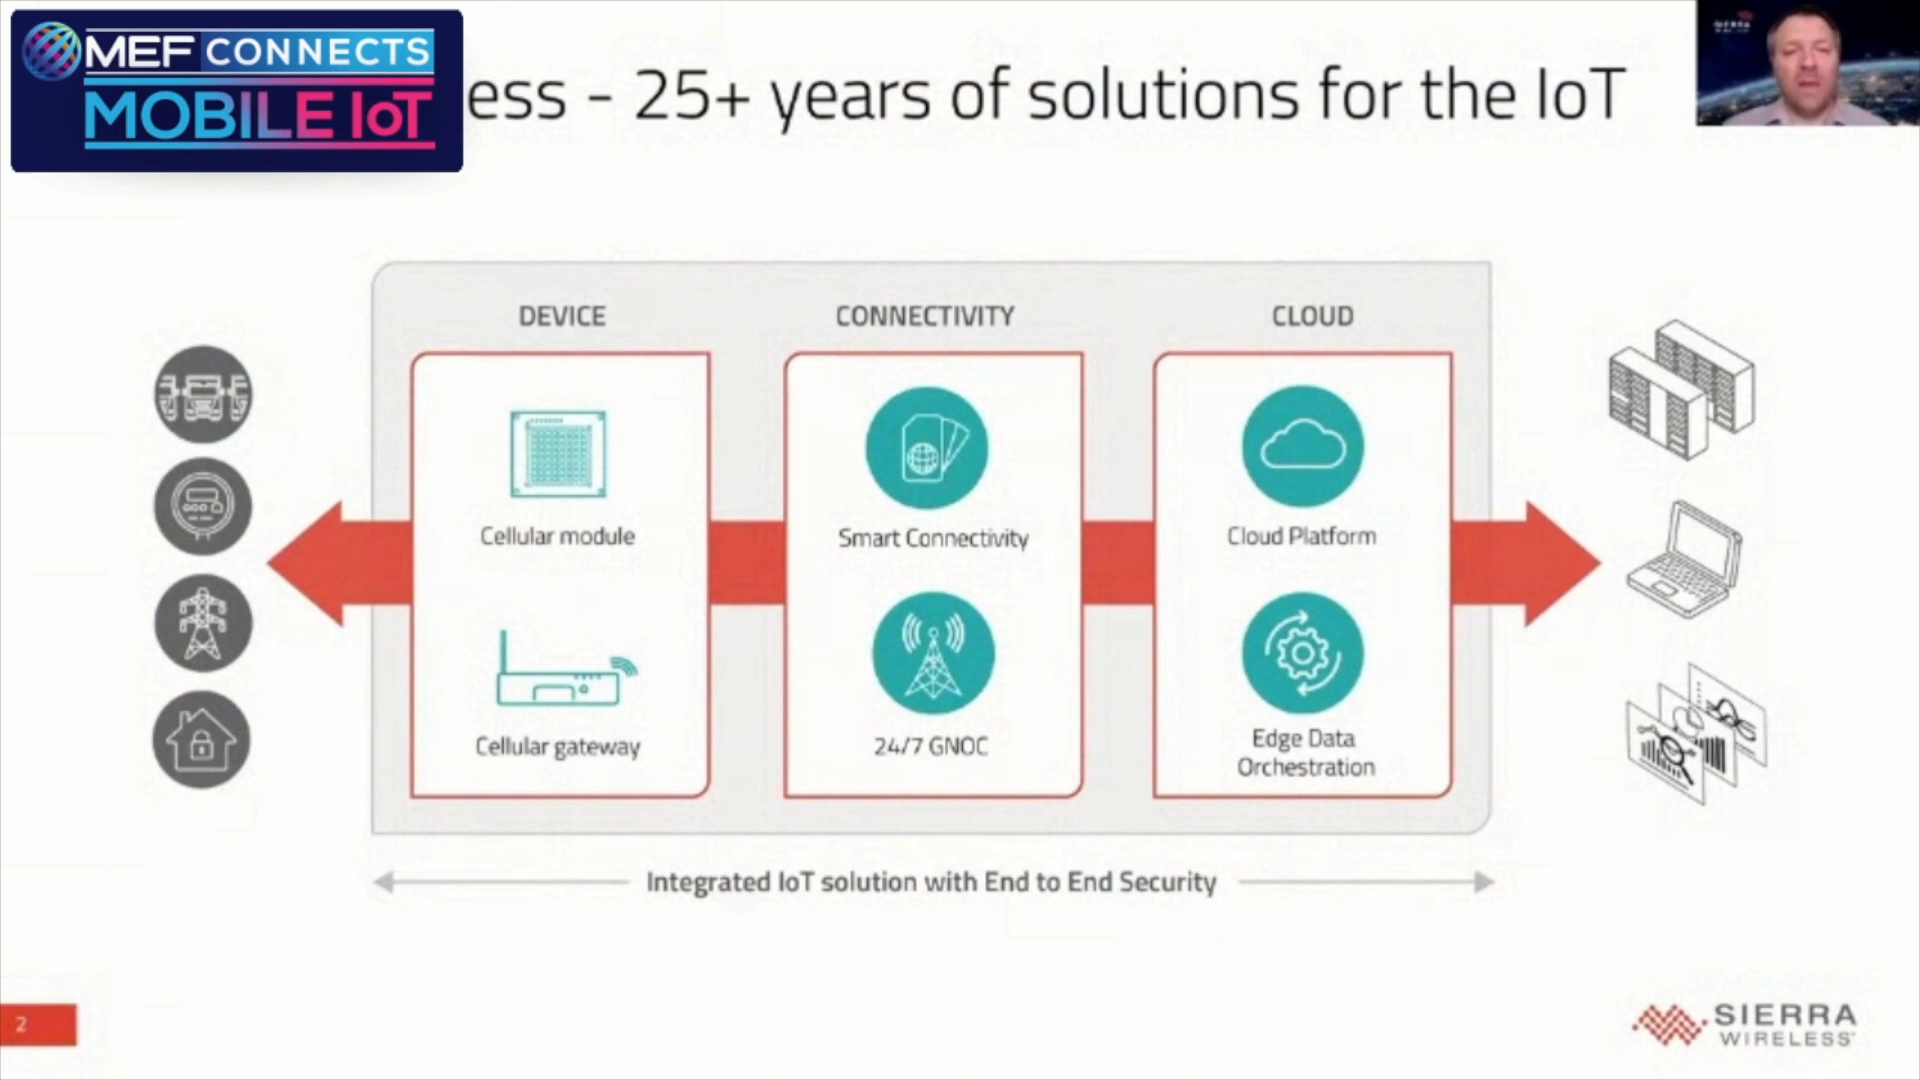 MEF CONNECTS
MOBILE IoT
ess - 25+ years of solutions for the IoT
SIERRA
DEVICE
CONNECTIVITY
CLOUD
Cellular module
Smart Connectivity
Cloud Platform
Cellular gateway
24/7 GNOC
Edge Data
Orchestration
Integrated IoT solution with End to End Security
2
SIERRA
WIRELESS